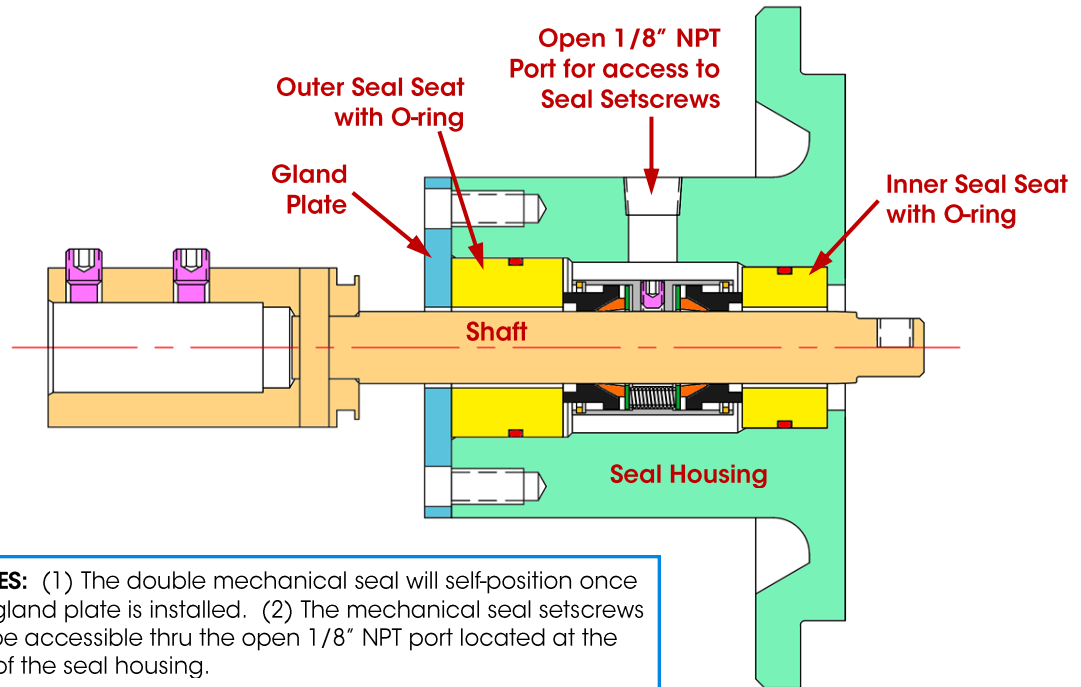 Open 1/8" NPT
Port for access to
Seal Setscrews
Outer Seal Seat
with O-ring
Gland
Plate
Inner Seal Seat
with O-ring
Shaft
Seal Housing
ES: (1) The double mechanical seal will self-position once
gland plate is installed. (2) The mechanical seal setscrews
be accessible thru the open 1/8" NPT port located at the
of the seal housing.